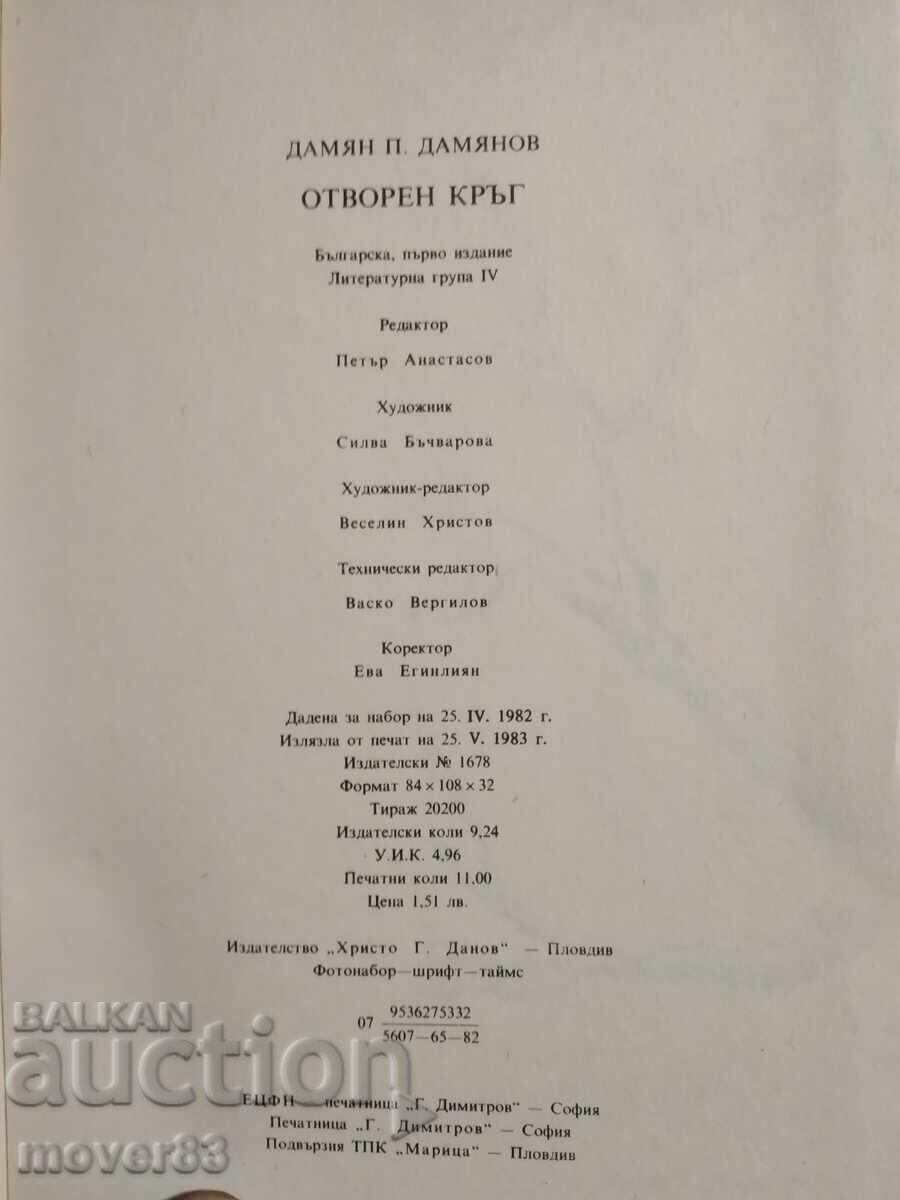 ДАМЯН П. ДАМЯНОВ
ОТВОРЕН КРЪГ
Българска, първо издание
Литературна група IV
Редактор
Петър Анастасов
Художник
Силва Бъчварова
Художник-редактор
Веселин Христов
Технически редактор
Васко Вергилов
Коректор
Ева Егинлиян
Дадена за набор на 25. IV. 1982 г.
Излязла от печат на 25. V. 1983 г.
Издателски № 1678
Формат 84×108×32
Тираж 20200
Издателски коли 9,24
У.И.К. 4,96
Печатни коли 11,00
Цена 1,51 лв.
Издателство „Христо Г. Данов" — Пловдив
Фотонабор—шрифт—таймс
07 9536275332
5607—65—82
ЕЦФН — печатница „Г. Димитров" — София
Печатница „Г. Димитров" — София
Подвързия ТПК „Марица" — Пловдив
BALKAN
auction
mover83